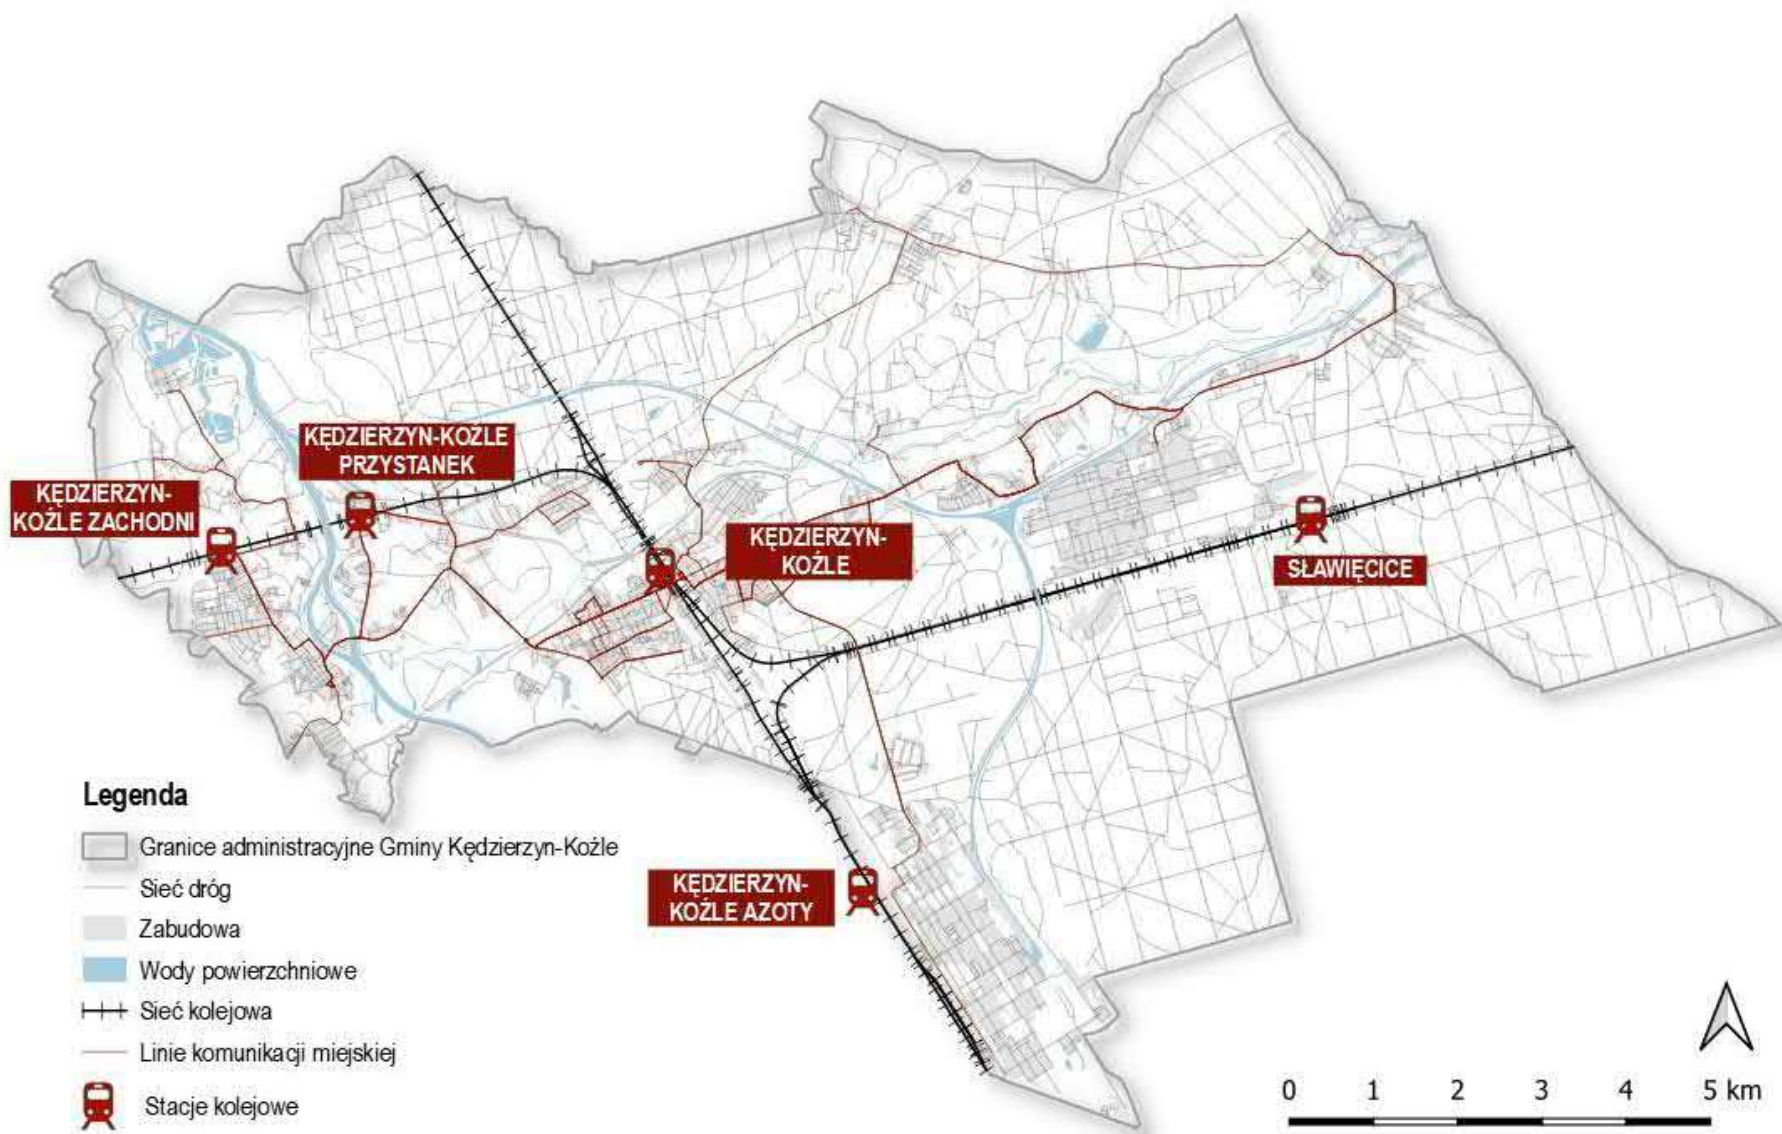 KĘDZIERZYN-KOŹLE
PRZYSTANEK
KĘDZIERZYN-
KOŹLE ZACHODNI
KĘDZIERZYN-
KOŹLE
SŁAWIĘCICE
KĘDZIERZYN-
KOŹLE AZOTY
Legenda
Granice administracyjne Gminy Kędzierzyn-Koźle
Sieć dróg
Zabudowa
Wody powierzchniowe
Sieć kolejowa
Linie komunikacji miejskiej
Stacje kolejowe
0 1 2 3 4 5 km